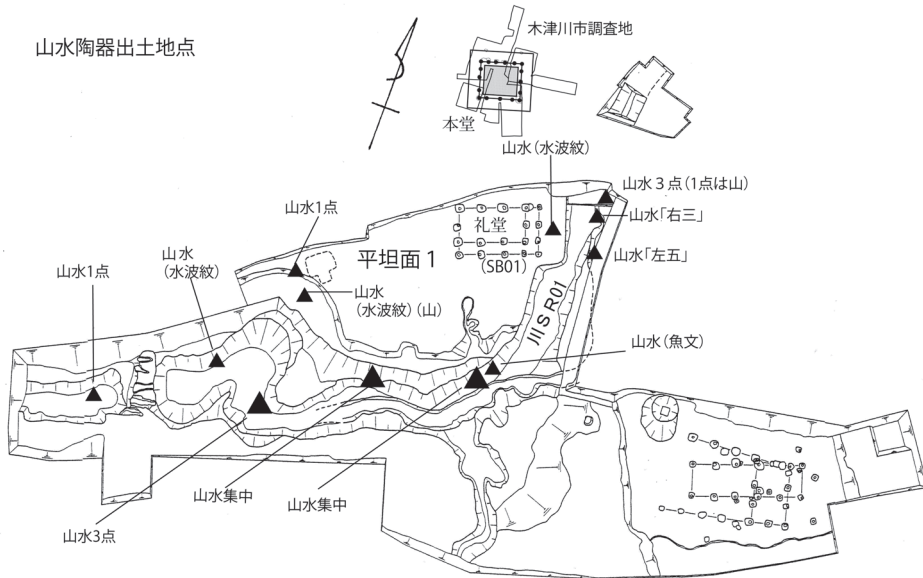 山水陶器出土地点
木津川市調査地
本堂
山水(水波紋)
山水3点(1点は山)
山水1点
礼堂
山水「右三」
平坦面1
(SB01)
山水「左五」
山水
(水波紋)
山水1点
山水
(水波紋)(山)
川SR01
山水(魚文)
山水集中
山水集中
山水3点